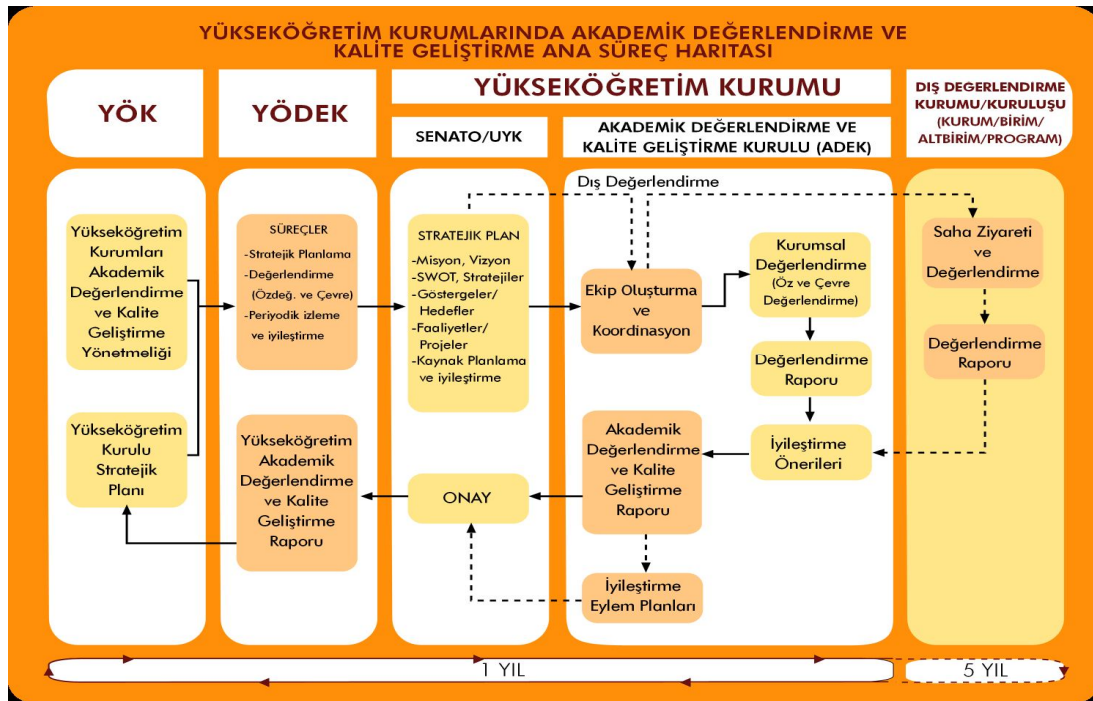 YÜKSEKÖĞRETİM KURUMLARINDA AKADEMİK DEĞERLENDİRME VE
KALİTE GELİŞTİRME ANA SÜREÇ HARITASI
YÖK
YÖDEK
YÜKSEKÖĞRETİM KURUMU
SENATO/UYK
AKADEMİK DEĞERLENDİRME VE
KALİTE GELİŞTİRME KURULU (ADEK)
DIŞ DEĞERLENDIRME
KURUMU/KURULUŞU
(KURUM/BİRİM/
ALTBİRİM/PROGRAM)
Yükseköğretim
Kurumları
Akademik
Değerlendirme
ve Kalite
Geliştirme
Yönetmeliği
Yükseköğretim
Kurulu
Stratejik
Planı
SÜREÇLER
-Stratejik Planlama
-Değerlendirme
(Özdeğ. ve Çevre)
-Periyodik izleme
ve iyileştirme
Yükseköğretim
Akademik
Değerlendirme
ve Kalite
Geliştirme
Raporu
STRATEJIK PLAN
-Misyon, Vizyon
-SWOT, Stratejiler
-Göstergeler/
Hedefler
-Faaliyetler/
Projeler
-Kaynak Planlama
ve iyileştirme
ONAY
Dış Değerlendirme
Ekip Oluşturma
ve
Koordinasyon
Kurumsal
Değerlendirme
(Öz ve Çevre
Değerlendirme)
Değerlendirme
Raporu
İyileştirme
Önerileri
Akademik
Değerlendirme
ve Kalite
Geliştirme
Raporu
İyileştirme
Eylem Planları
Saha Ziyareti
ve
Değerlendirme
Değerlendirme
Raporu
1 YIL
5 YIL